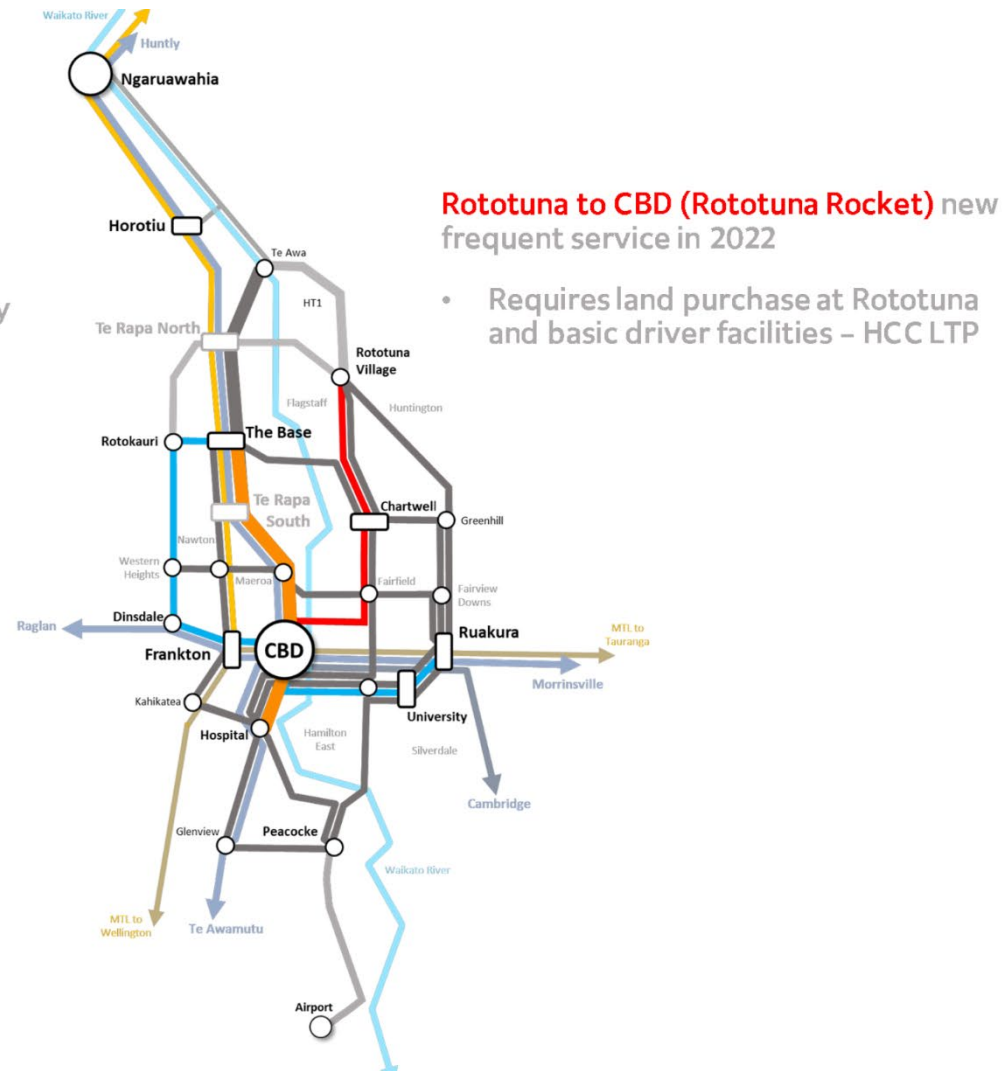 Waikato River
Huntly
Ngaruawahia
Rototuna to CBD (Rototuna Rocket) new
frequent service in 2022
• Requires land purchase at Rototuna
and basic driver facilities – HCC LTP
Horotiu
Te Awa
HT1
y
Te Rapa North
Rototuna
Village
Flagstaff
Huntington
Rotokauri
The Base
Te Rapa
South
Chartwell
Greenhill
Nawton
Western
Heights
Maeroa
Fairfield
Fairview
Downs
Dinsdale
Raglan
Frankton
CBD
Ruakura
MTL to
Tauranga
Morrinsville
Kahikatea
University
Hospital
Hamilton
East
Silverdale
Cambridge
Glenview
Peacocke
Waikato River
MTL to
Wellington
Te Awamutu
Airport